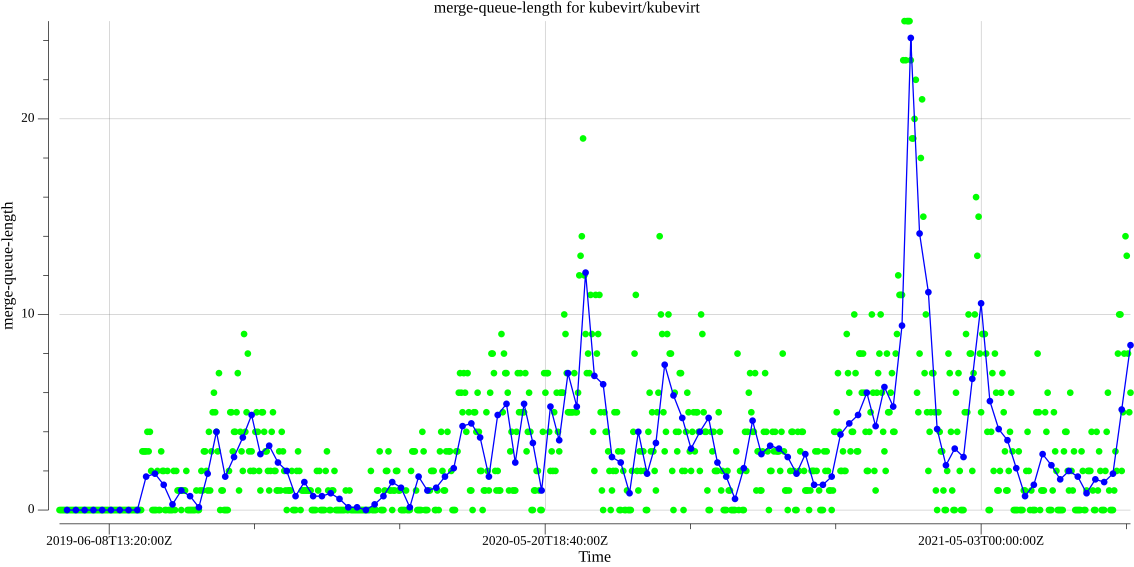 merge-queue-length for kubevirt/kubevirt
merge-queue-length
20
10
0
2019-06-08T13:20:00Z
2020-05-20T18:40:00Z
2021-05-03T00:00:00Z
Time